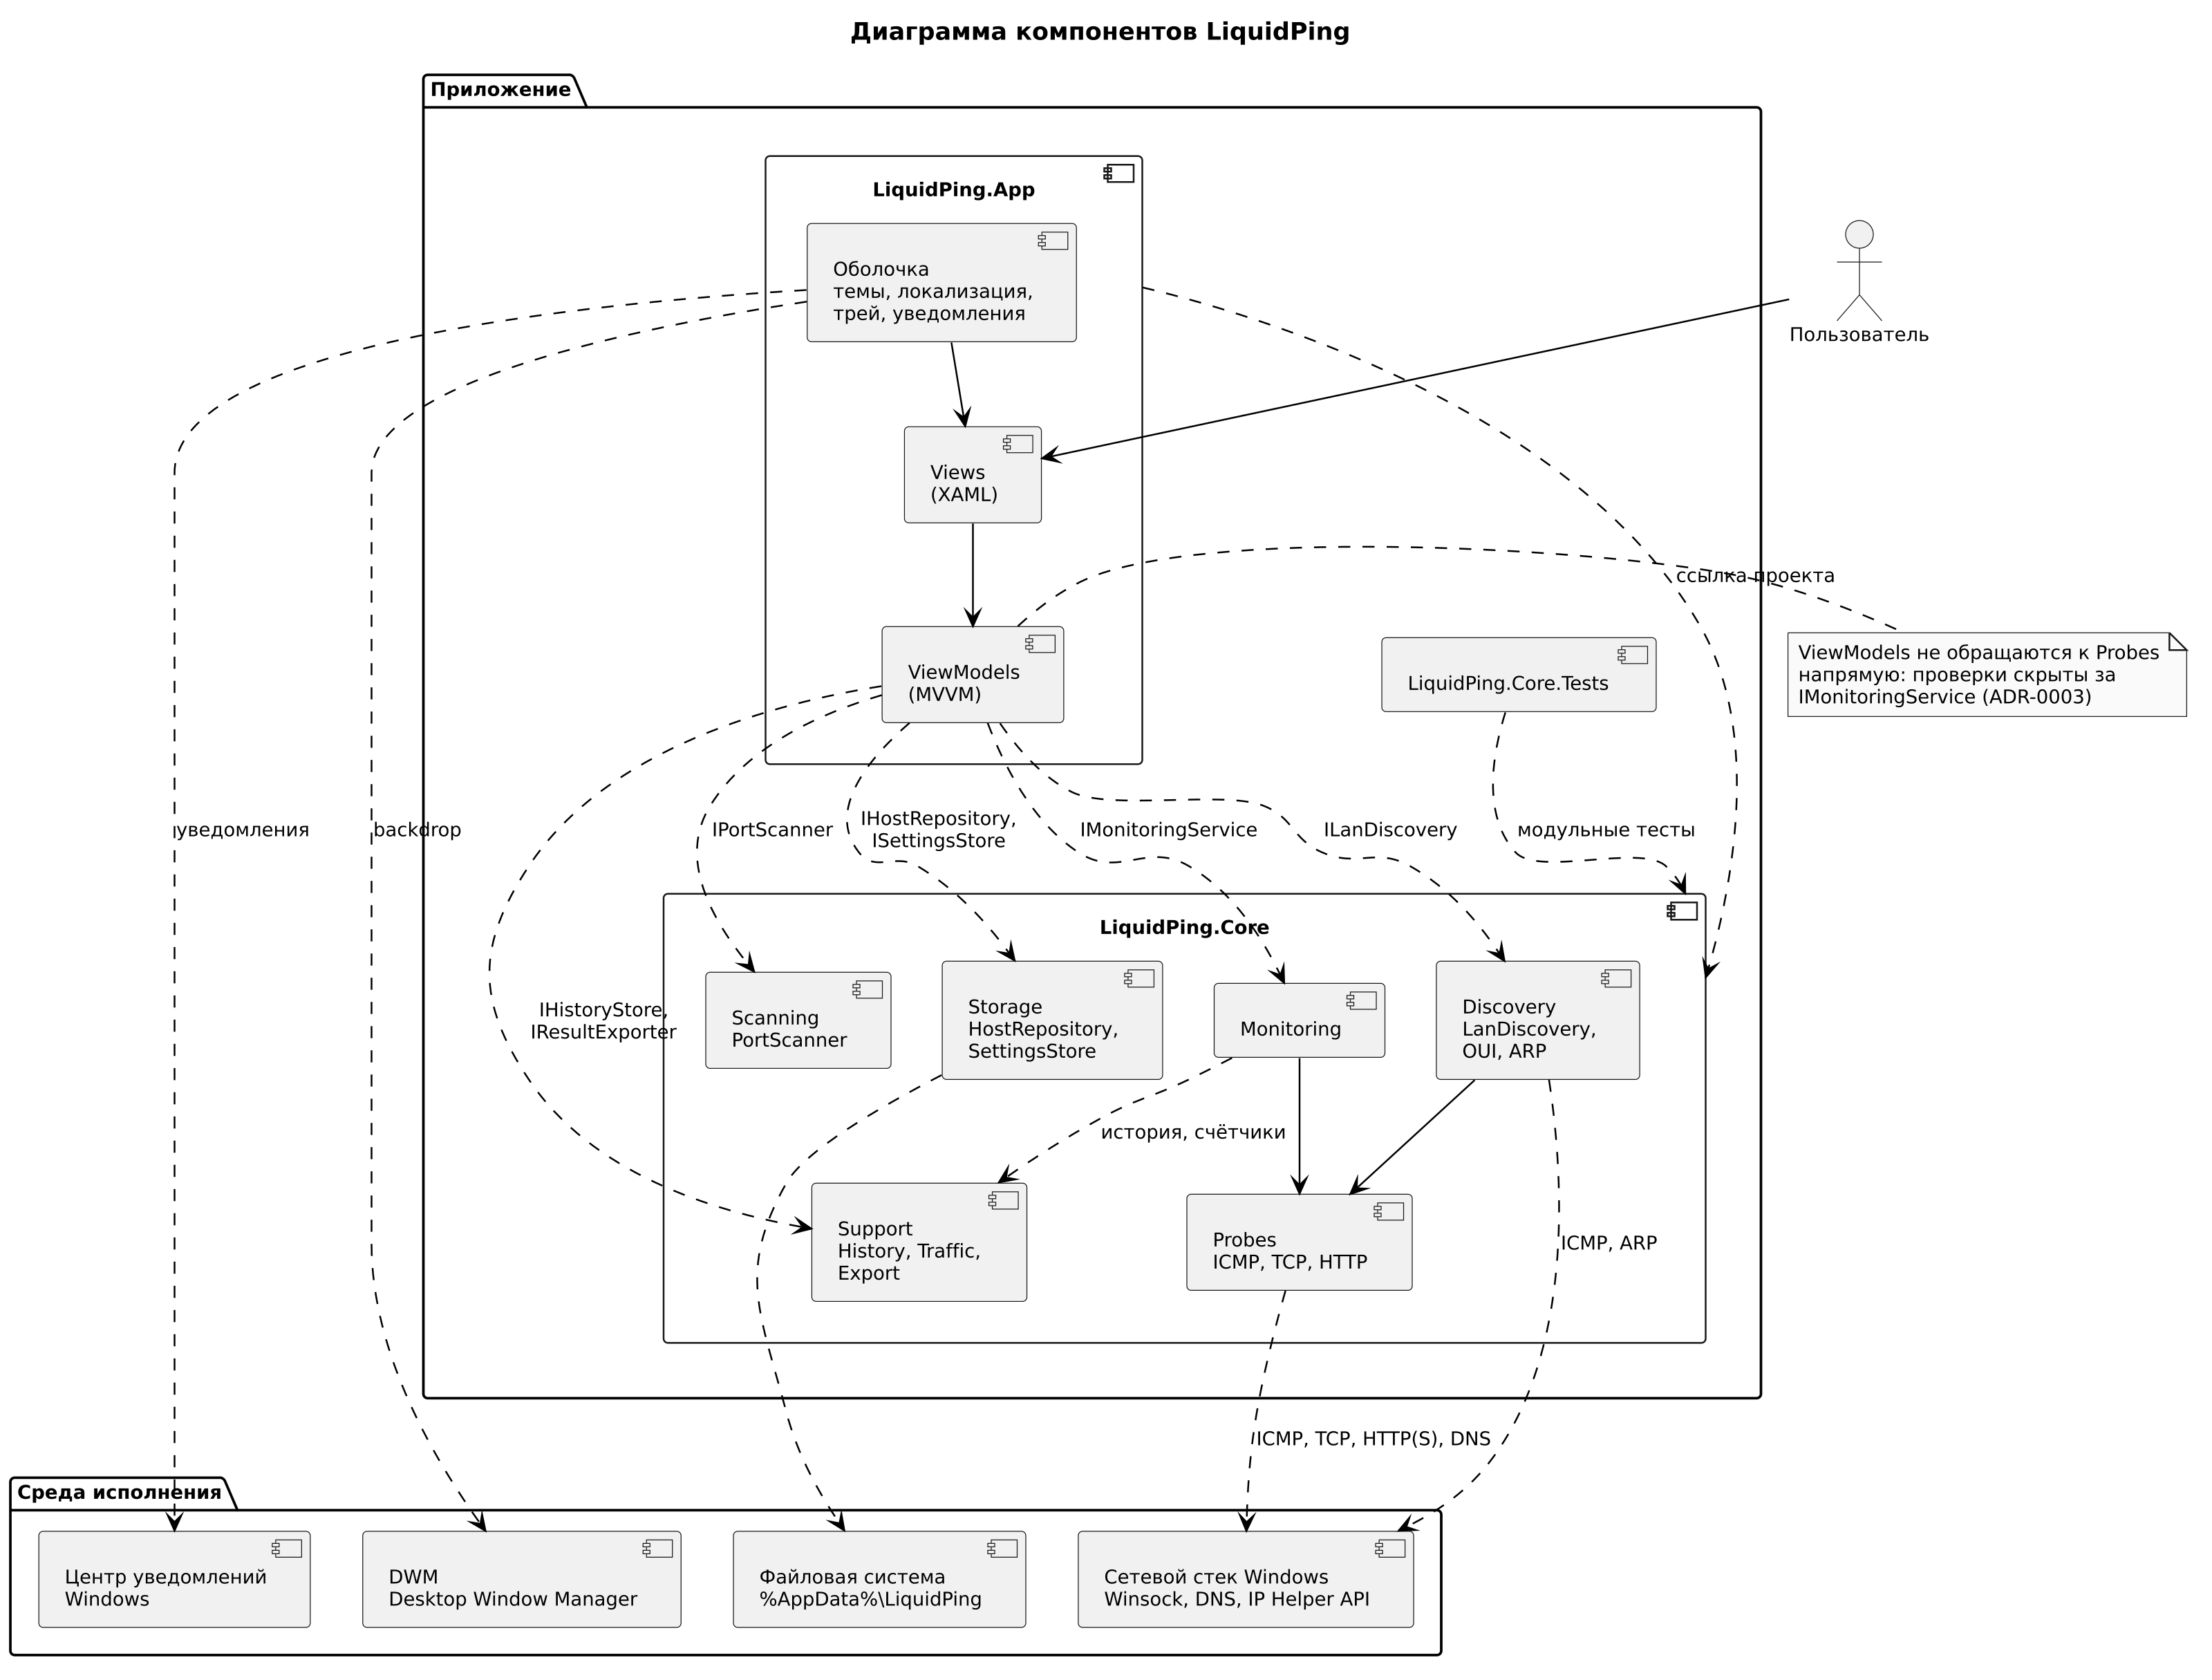 Диаграмма компонентов LiquidPing
Приложение
LiquidPing.App
Оболочка
темы, локализация,
трей, уведомления
Пользователь
Views
(XAML)
ссылка проекта
ViewModels
(MVVM)
LiquidPing.Core.Tests
ViewModels не обращаются к Probes
напрямую: проверки скрыты за
IMonitoringService (ADR-0003)
уведомления
backdrop
IPortScanner
IHostRepository,
ISettingsStore
IMonitoringService
ILanDiscovery
модульные тесты
LiquidPing.Core
IHistoryStore,
IResultExporter
Scanning
PortScanner
Storage
HostRepository,
SettingsStore
Monitoring
Discovery
LanDiscovery,
OUI, ARP
история, счётчики
Support
History, Traffic,
Export
Probes
ICMP, TCP, HTTP
ICMP, ARP
ICMP, TCP, HTTP(S), DNS
Среда исполнения
Центр уведомлений
Windows
DWM
Desktop Window Manager
Файловая система
%AppData%\LiquidPing
Сетевой стек Windows
Winsock, DNS, IP Helper API